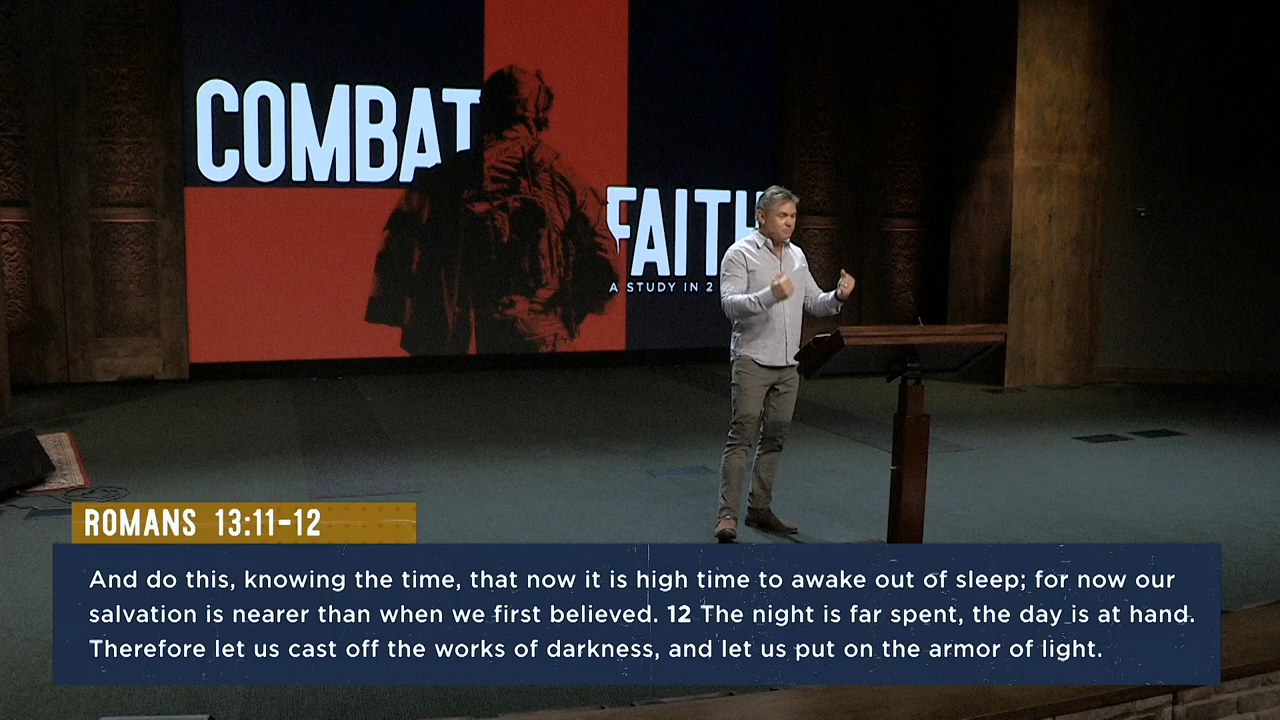 COMBAT
FAITH
A STUDY IN 2
ROMANS 13:11-12
And do this, knowing the time, that now it is high time to awake out of sleep; for now our
salvation is nearer than when we first believed. 12 The night is far spent, the day is at hand.
Therefore let us cast off the works of darkness, and let us put on the armor of light.